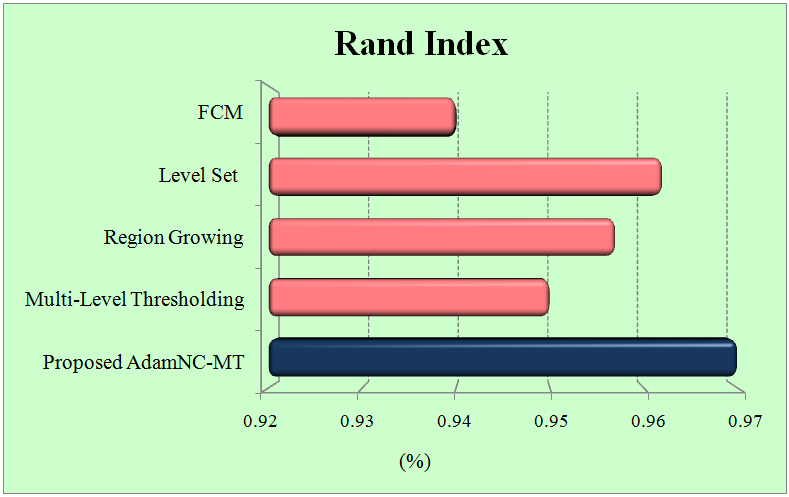 Rand Index
FCM
Level Set
Region Growing
Multi-Level Thresholding
Proposed AdamNC-MT
0.92 0.93 0.94 0.95 0.96 0.97
(%)